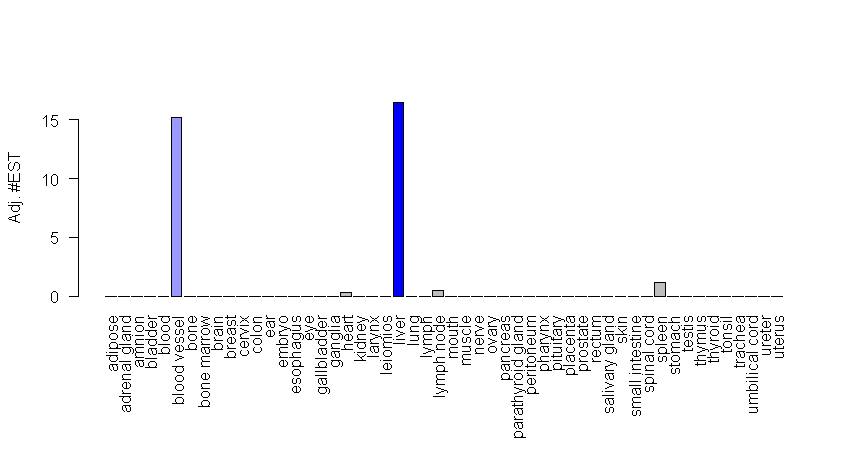 Adj. #EST
15
10
5
0
adipose
adrenal gland
amnion
bladder
blood
blood vessel
bone
bone marrow
brain
breast
cervix
colon
ear
embryo
esophagus
eye
gallbladder
ganglia
heart
kidney
larynx
leiomios
liver
lung
lymph
lymph node
mouth
muscle
nerve
ovary
pancreas
parathyroid gland
peritoneum
pharynx
pituitary
placenta
prostate
rectum
salivary gland
skin
small intestine
spinal cord
spleen
stomach
testis
thymus
thyroid
tonsil
trachea
umbilical cord
ureter
uterus